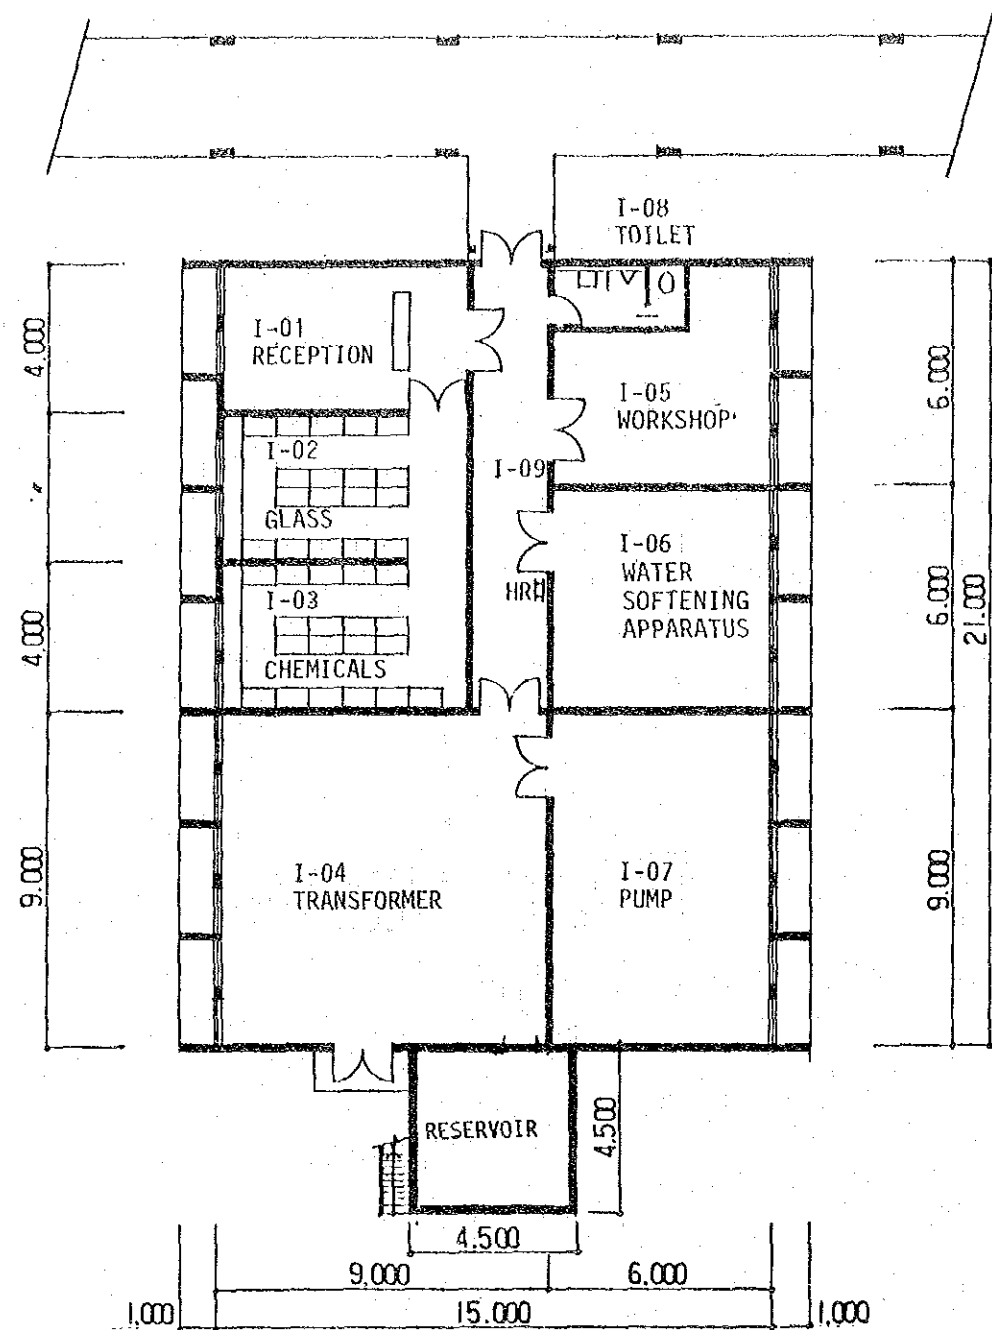 I-08
TOILET
I-01
RECEPTION
I-05
WORKSHOP
I-02
I-09
GLASS
I-06
WATER
SOFTENING
APPARATUS
HR
I-03
CHEMICALS
I-04
TRANSFORMER
I-07
PUMP
RESERVOIR
4,000
4,000
9.000
6.000
6.000
9.000
21.000
4.500
4.500
9,000
6,000
1,000
15.000
1,000